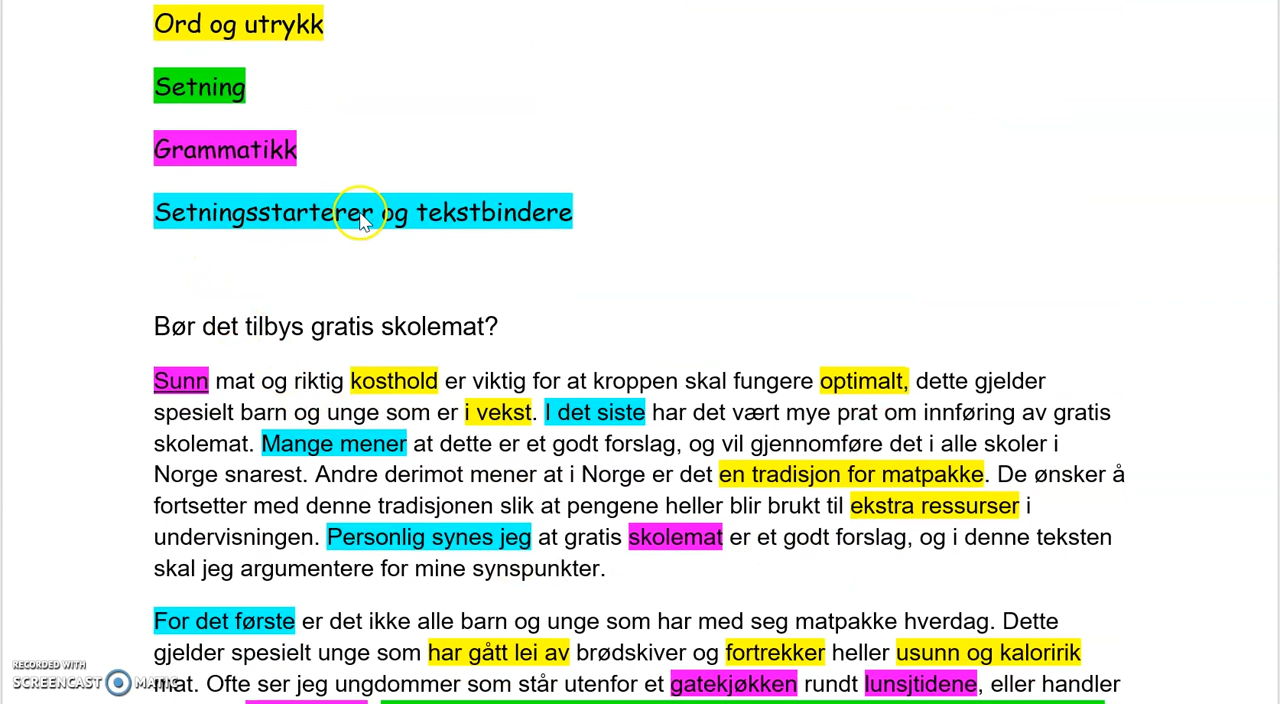 Ord og utrykk
Setning
Grammatikk
Setningsstarterer og tekstbindere
Bør det tilbys gratis skolemat?
Sunn mat og riktig kosthold er viktig for at kroppen skal fungere optimalt, dette gjelder
spesielt barn og unge som er i vekst. I det siste har det vært mye prat om innføring av gratis
skolemat. Mange mener at dette er et godt forslag, og vil gjennomføre det i alle skoler i
Norge snarest. Andre derimot mener at i Norge er det en tradisjon for matpakke. De ønsker å
fortsetter med denne tradisjonen slik at pengene heller blir brukt til ekstra ressurser i
undervisningen. Personlig synes jeg at gratis skolemat er et godt forslag, og i denne teksten
skal jeg argumentere for mine synspunkter.
For det første er det ikke alle barn og unge som har med seg matpakke hverdag. Dette
gjelder spesielt unge som har gått lei av brødskiver og fortrekker heller usunn og kaloririk
mat. Ofte ser jeg ungdommer som står utenfor et gatekjøkken rundt lunsjtidene, eller handler
RECORDED WITH
SCREENCAST MATIC